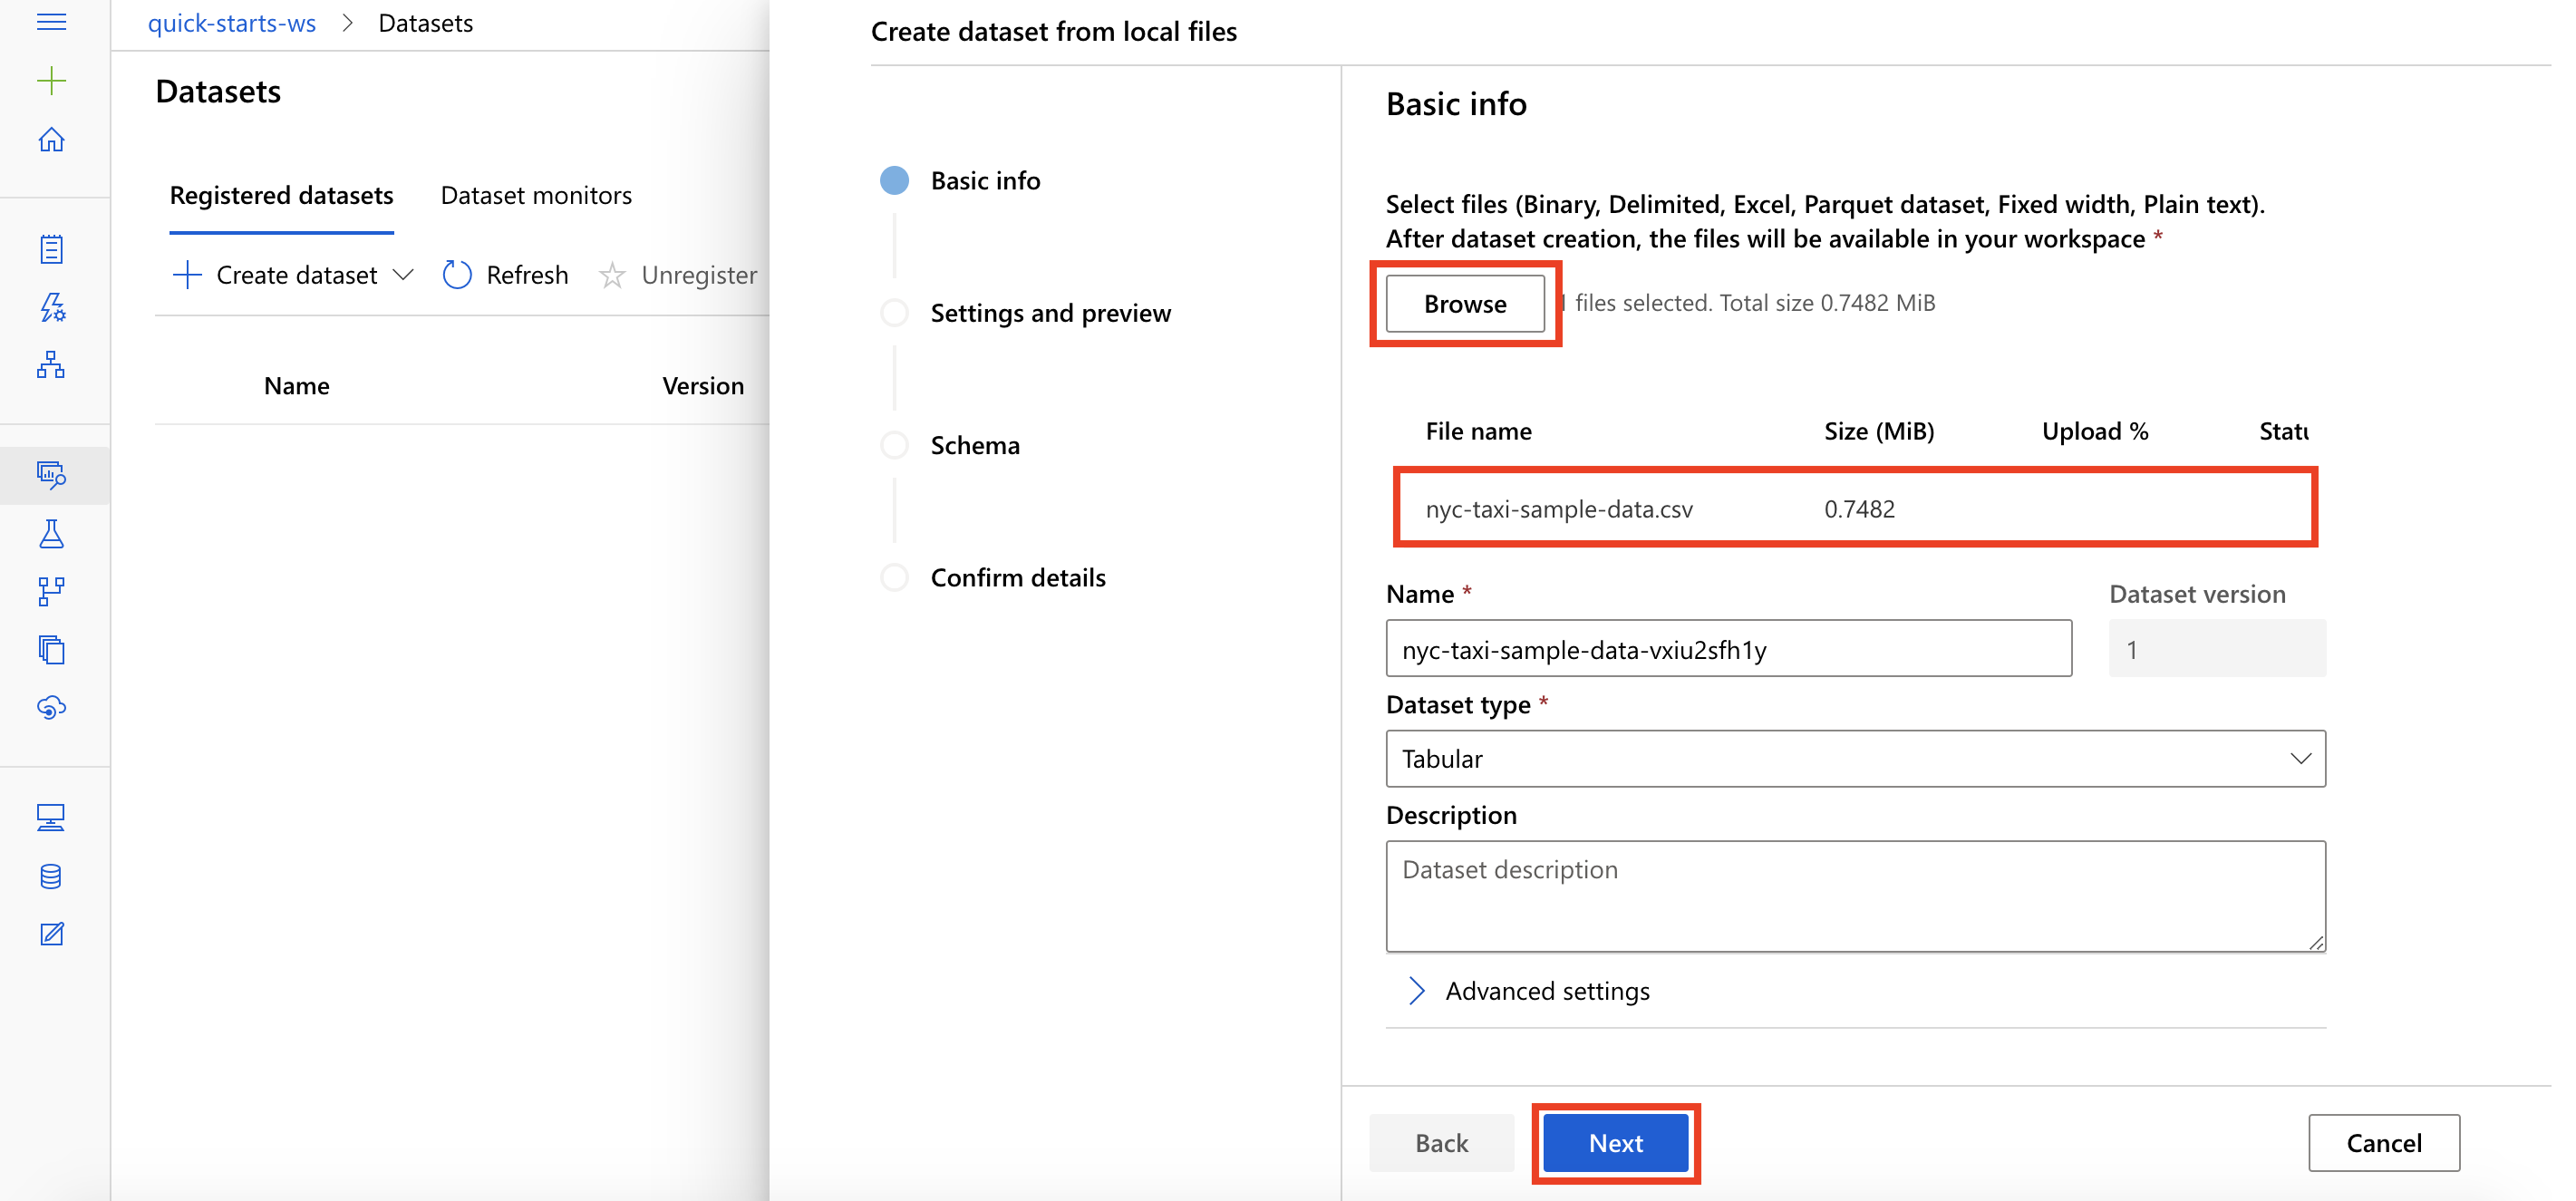 quick-starts-ws > Datasets
Datasets
Registered datasets Dataset monitors
Create dataset Refresh Unregister
Name Version
Create dataset from local files
Basic info
Settings and preview
Schema
Confirm details
Basic info
Select files (Binary, Delimited, Excel, Parquet dataset, Fixed width, Plain text).
After dataset creation, the files will be available in your workspace *
Browse files selected. Total size 0.7482 MiB
File name Size (MiB) Upload % Statu
nyc-taxi-sample-data.csv 0.7482
Name * Dataset version
nyc-taxi-sample-data-vxiu2sfh1y 1
Dataset type *
Tabular
Description
Dataset description
Advanced settings
Back Next Cancel